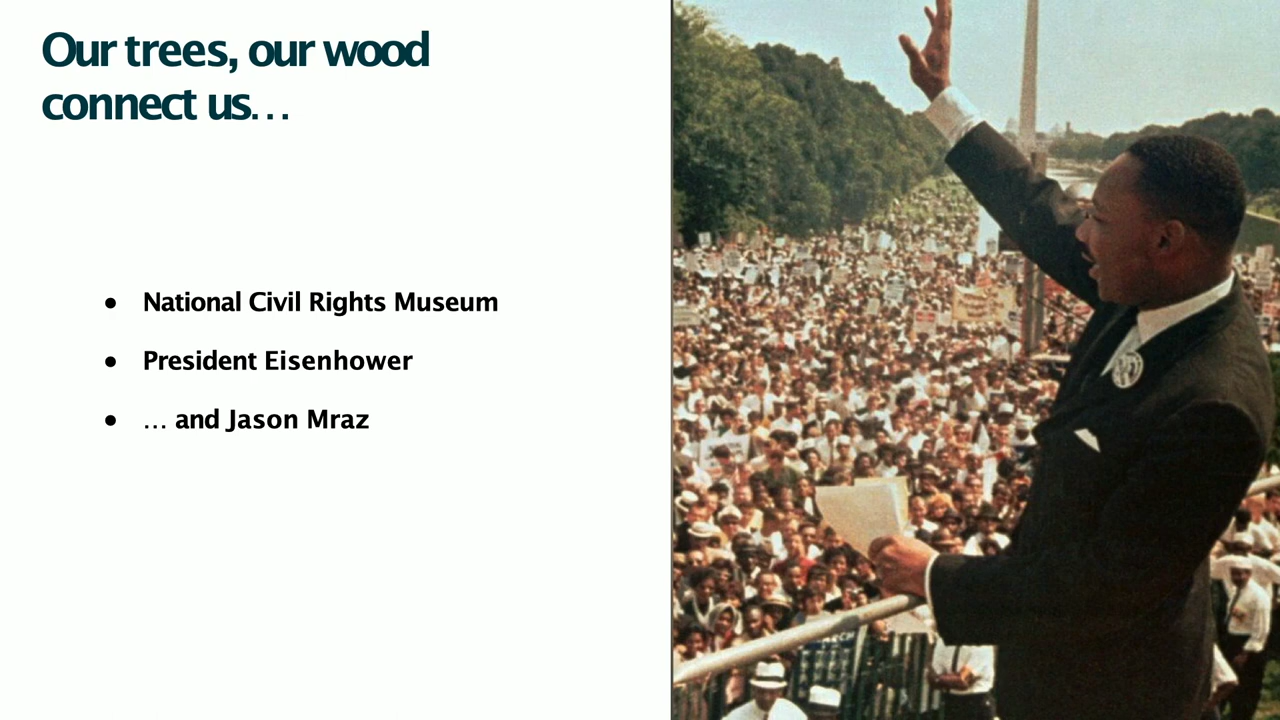 Our trees, our wood
connect us…
● National Civil Rights Museum
● President Eisenhower
● … and Jason Mraz